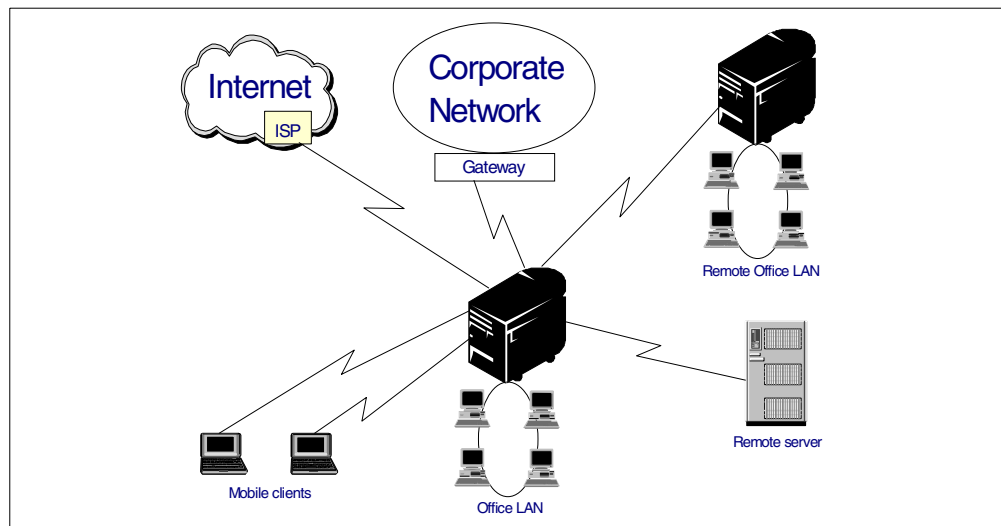 Internet
ISP
Corporate
Network
Gateway
Remote Office LAN
Remote server
Mobile clients
Office LAN